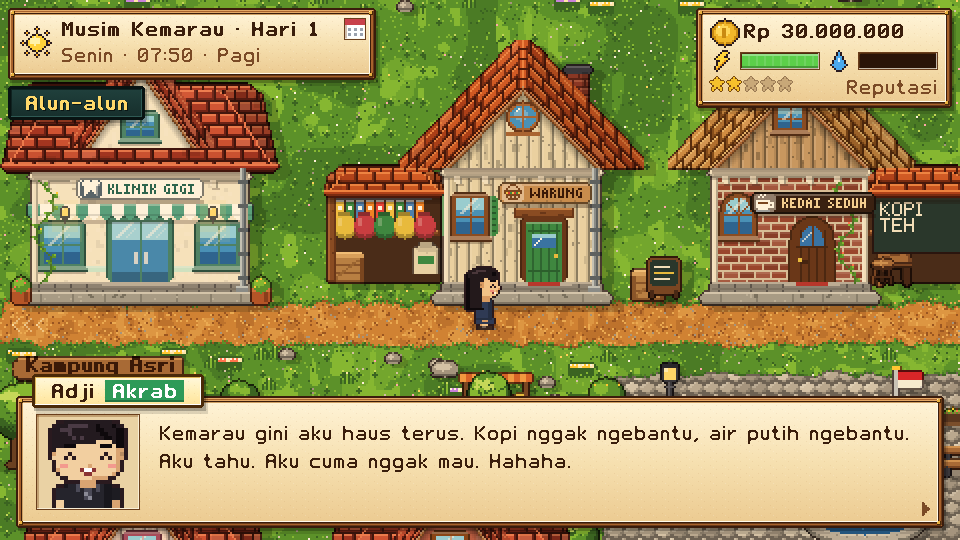 Musim Kemarau · Hari 1
Senin · 07:50 · Pagi
Rp 30.000.000
Reputasi
Alun-alun
KLINIK GIGI
WARUNG
KEDAI SEDUH
KOPI
TEH
Kampung Asri
Adji Akrab
Kemarau gini aku haus terus. Kopi nggak ngebantu, air putih ngebantu.
Aku tahu. Aku cuma nggak mau. Hahaha.